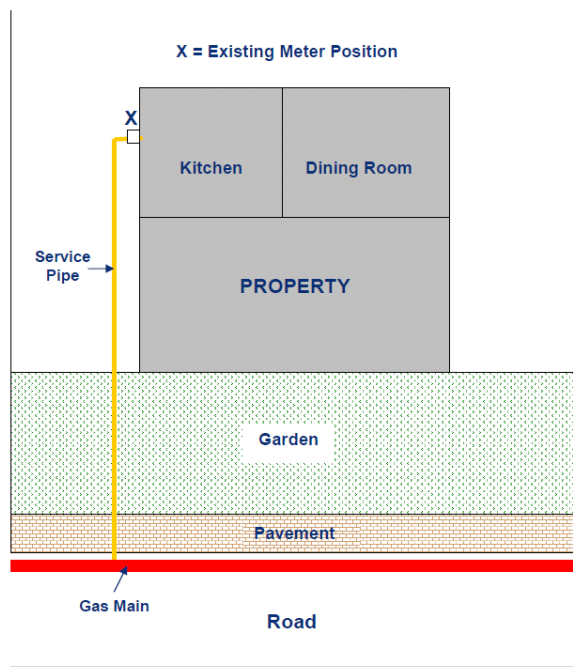 X = Existing Meter Position
X
Kitchen
Dining Room
Service
Pipe
PROPERTY
Garden
Pavement
Gas Main
Road